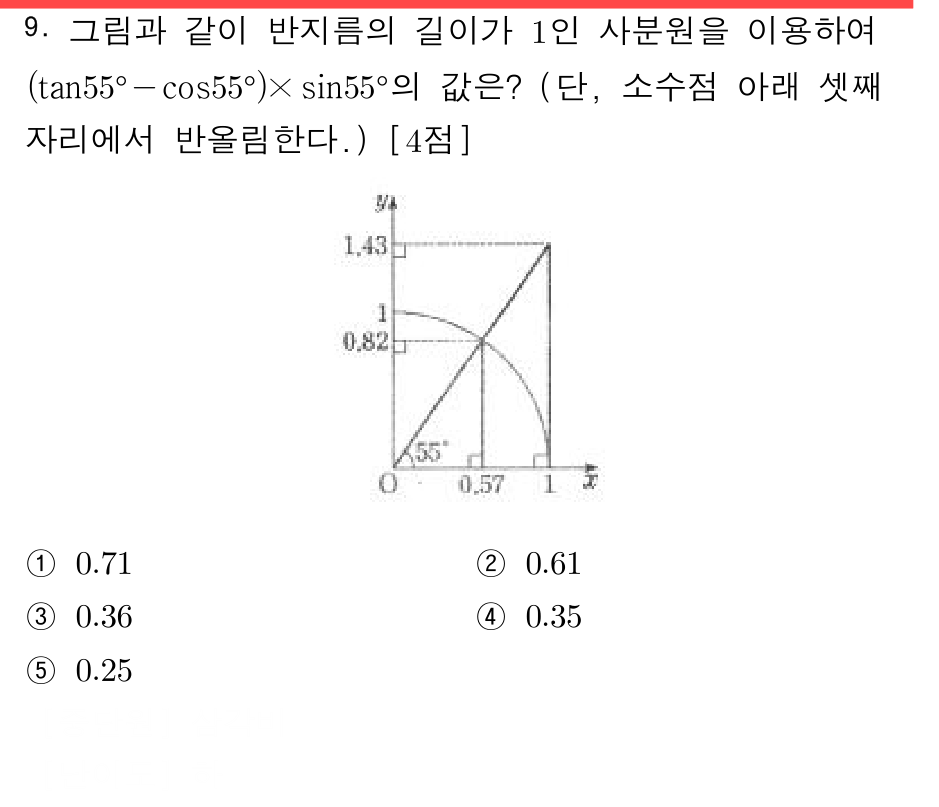 9. 그림과 같이 반지름의 길이가 1인 사분원을 이용하여
(tan55°-cos55°)× sin55°의 값은? (단, 소수점 아래 셋째
자리에서 반올림한다.) [4점]
y
1.43
1
0.82
55°
O 0.57 1 x
① 0.71 ② 0.61
③ 0.36 ④ 0.35
⑤ 0.25